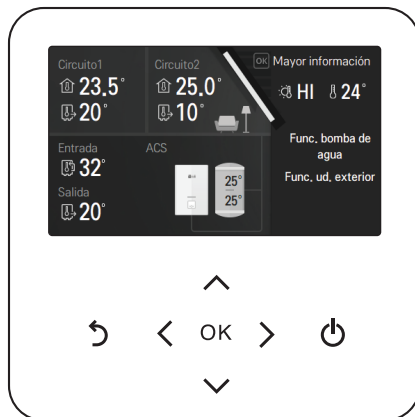 Circuito1
23.5°
20°
Circuito2
25.0°
10°
OK Mayor información
HI 24°
Func. bomba de
agua
Func. ud. exterior
Entrada
32°
Salida
20°
ACS
25°
25°
OK